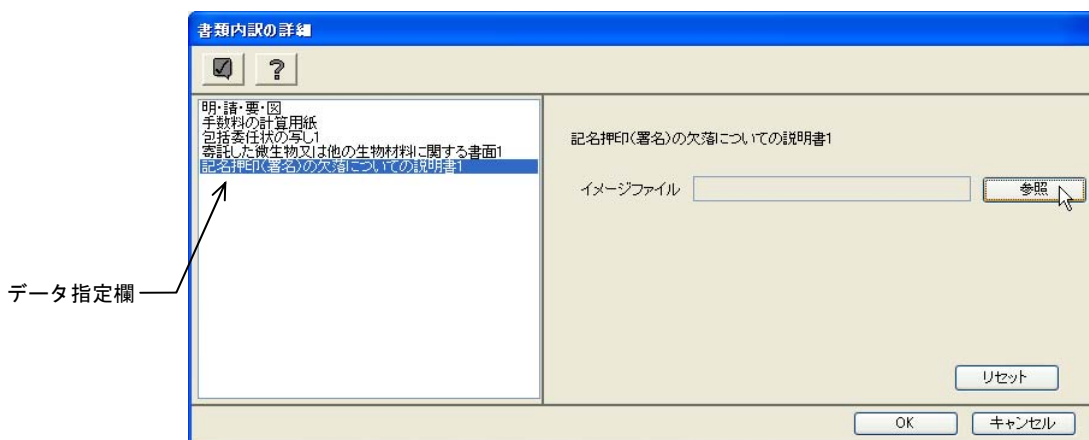 書類内訳の詳細
明・請・要・図
手数料の計算用紙
包括委任状の写し1
寄託した微生物又は他の生物材料に関する書面1
記名押印(署名)の欠落についての説明書1
記名押印(署名)の欠落についての説明書1
イメージファイル
参照
データ指定欄
リセット
OK
キャンセル